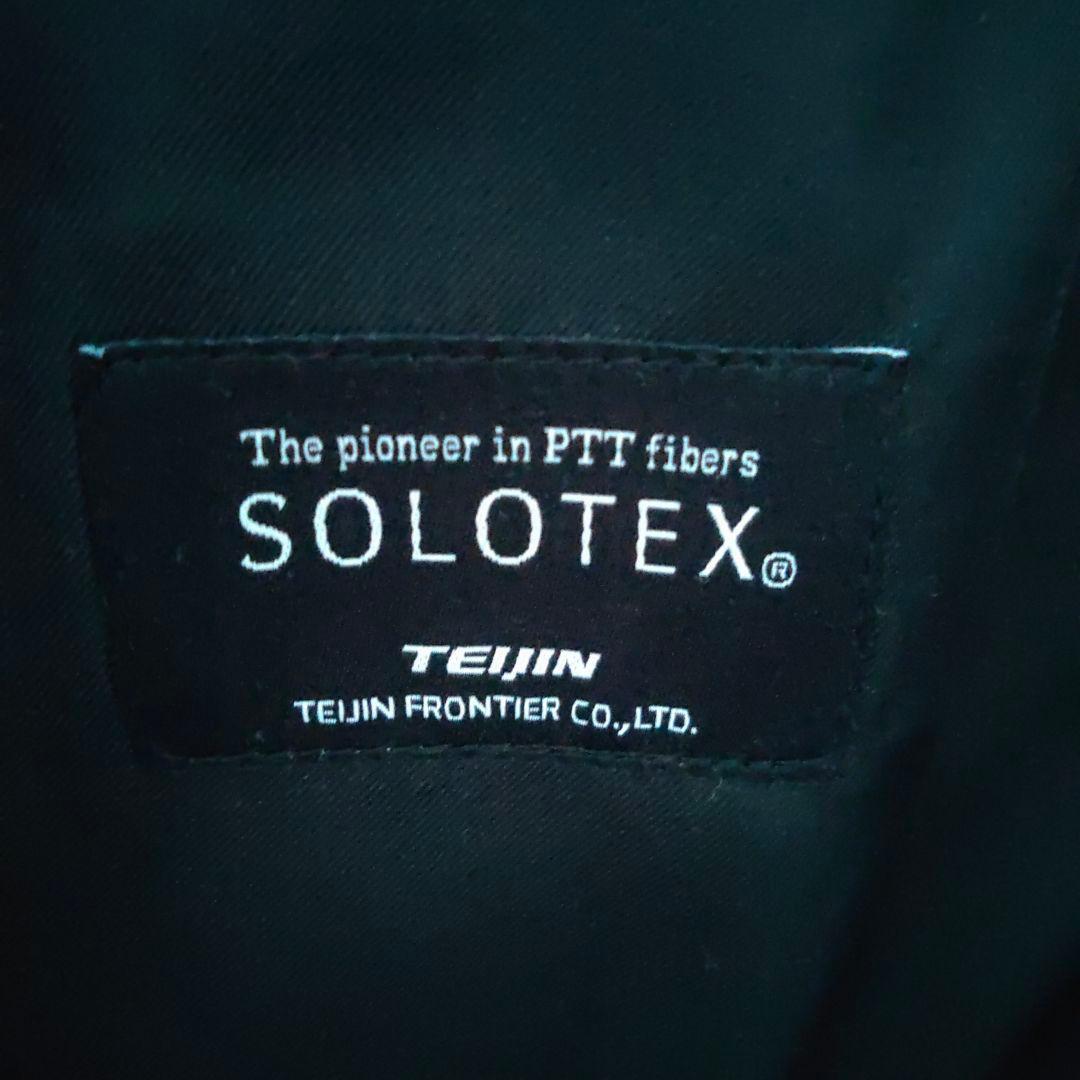 The pioneer in PTT fibers
SOLOTEX®
TEIJIN
TEIJIN FRONTIER CO.,LTD.